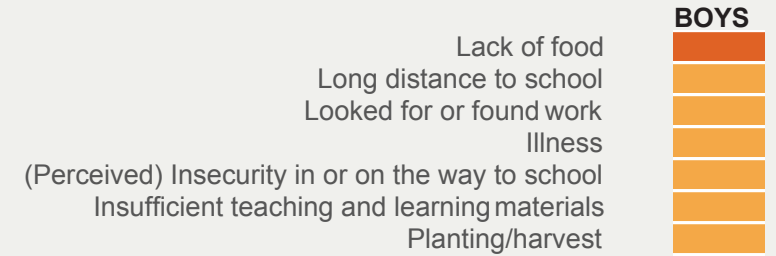 BOYS
Lack of food
Long distance to school
Looked for or found work
Illness
(Perceived) Insecurity in or on the way to school
Insufficient teaching and learning materials
Planting/harvest